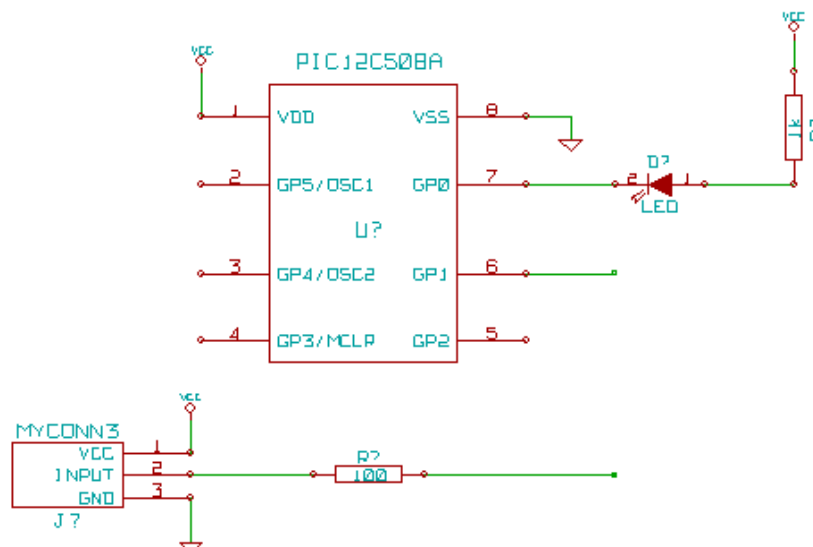 VCC
VCC
PIC12C508A
1 VDD VSS 8
1k
D?
2 GP5/OSC1 GP0 7
2 1
LED
U?
3 GP4/OSC2 GP1 6
4 GP3/MCLR GP2 5
VCC
MYCONN3
VCC 1
INPUT 2
GND 3
R?
100
J?